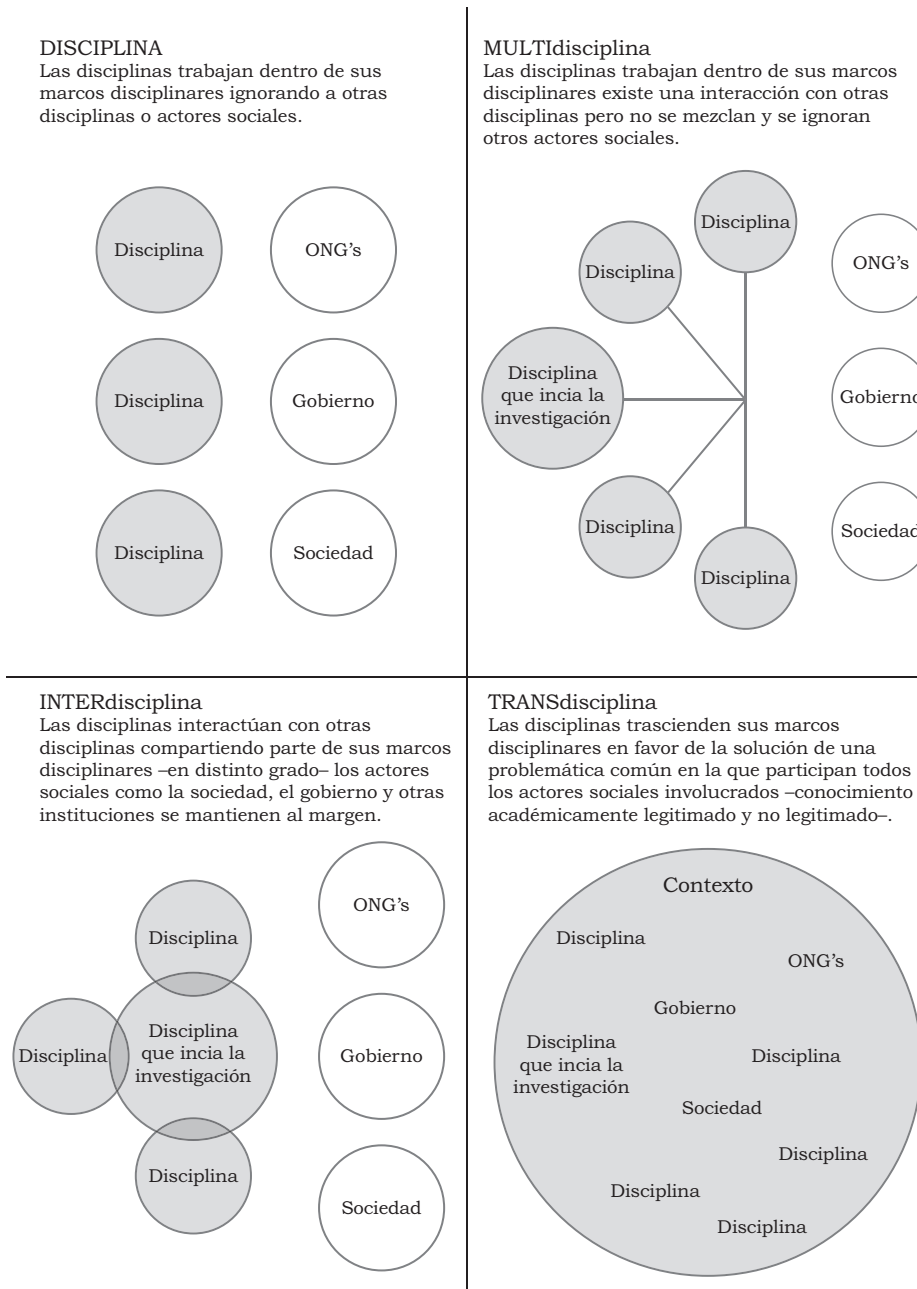 DISCIPLINA
Las disciplinas trabajan dentro de sus
marcos disciplinares ignorando a otras
disciplinas o actores sociales.
Disciplina
ONG's
Disciplina
Gobierno
Disciplina
Sociedad
MULTIdisciplina
Las disciplinas trabajan dentro de sus marcos
disciplinares existe una interacción con otras
disciplinas pero no se mezclan y se ignoran
otros actores sociales.
Disciplina
Disciplina
ONG's
Disciplina
que incia la
investigación
Gobierno
Disciplina
Sociedad
Disciplina
INTERdisciplina
Las disciplinas interactúan con otras
disciplinas compartiendo parte de sus marcos
disciplinares –en distinto grado– los actores
sociales como la sociedad, el gobierno y otras
instituciones se mantienen al margen.
ONG's
Disciplina
Disciplina
Disciplina
que incia la
investigación
Gobierno
Disciplina
Sociedad
TRANSdisciplina
Las disciplinas trascienden sus marcos
disciplinares en favor de la solución de una
problemática común en la que participan todos
los actores sociales involucrados –conocimiento
académicamente legitimado y no legitimado–.
Contexto
Disciplina
ONG's
Gobierno
Disciplina
que incia la
investigación
Disciplina
Sociedad
Disciplina
Disciplina
Disciplina